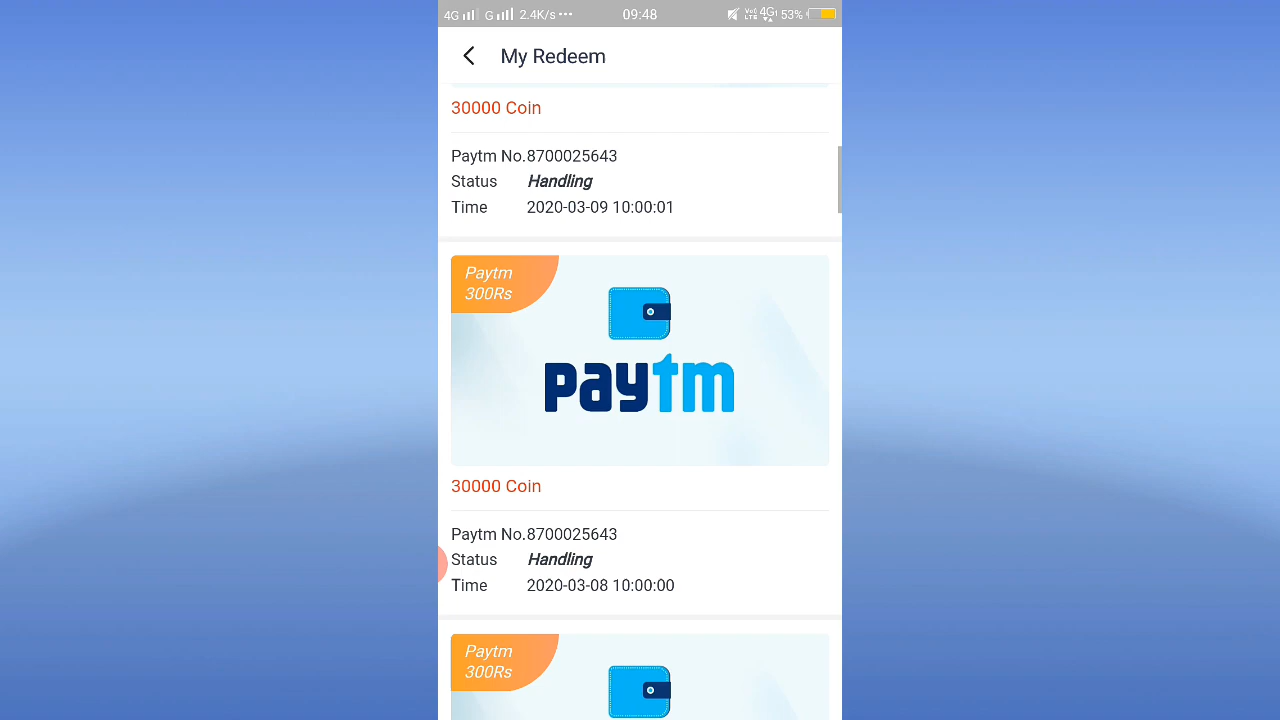 4G G 2.4K/s ··· 09:48 VoLTE 4G 53%
My Redeem
30000 Coin
Paytm No.8700025643
Status Handling
Time 2020-03-09 10:00:01
Paytm
300Rs
paytm
30000 Coin
Paytm No.8700025643
Status Handling
Time 2020-03-08 10:00:00
Paytm
300Rs